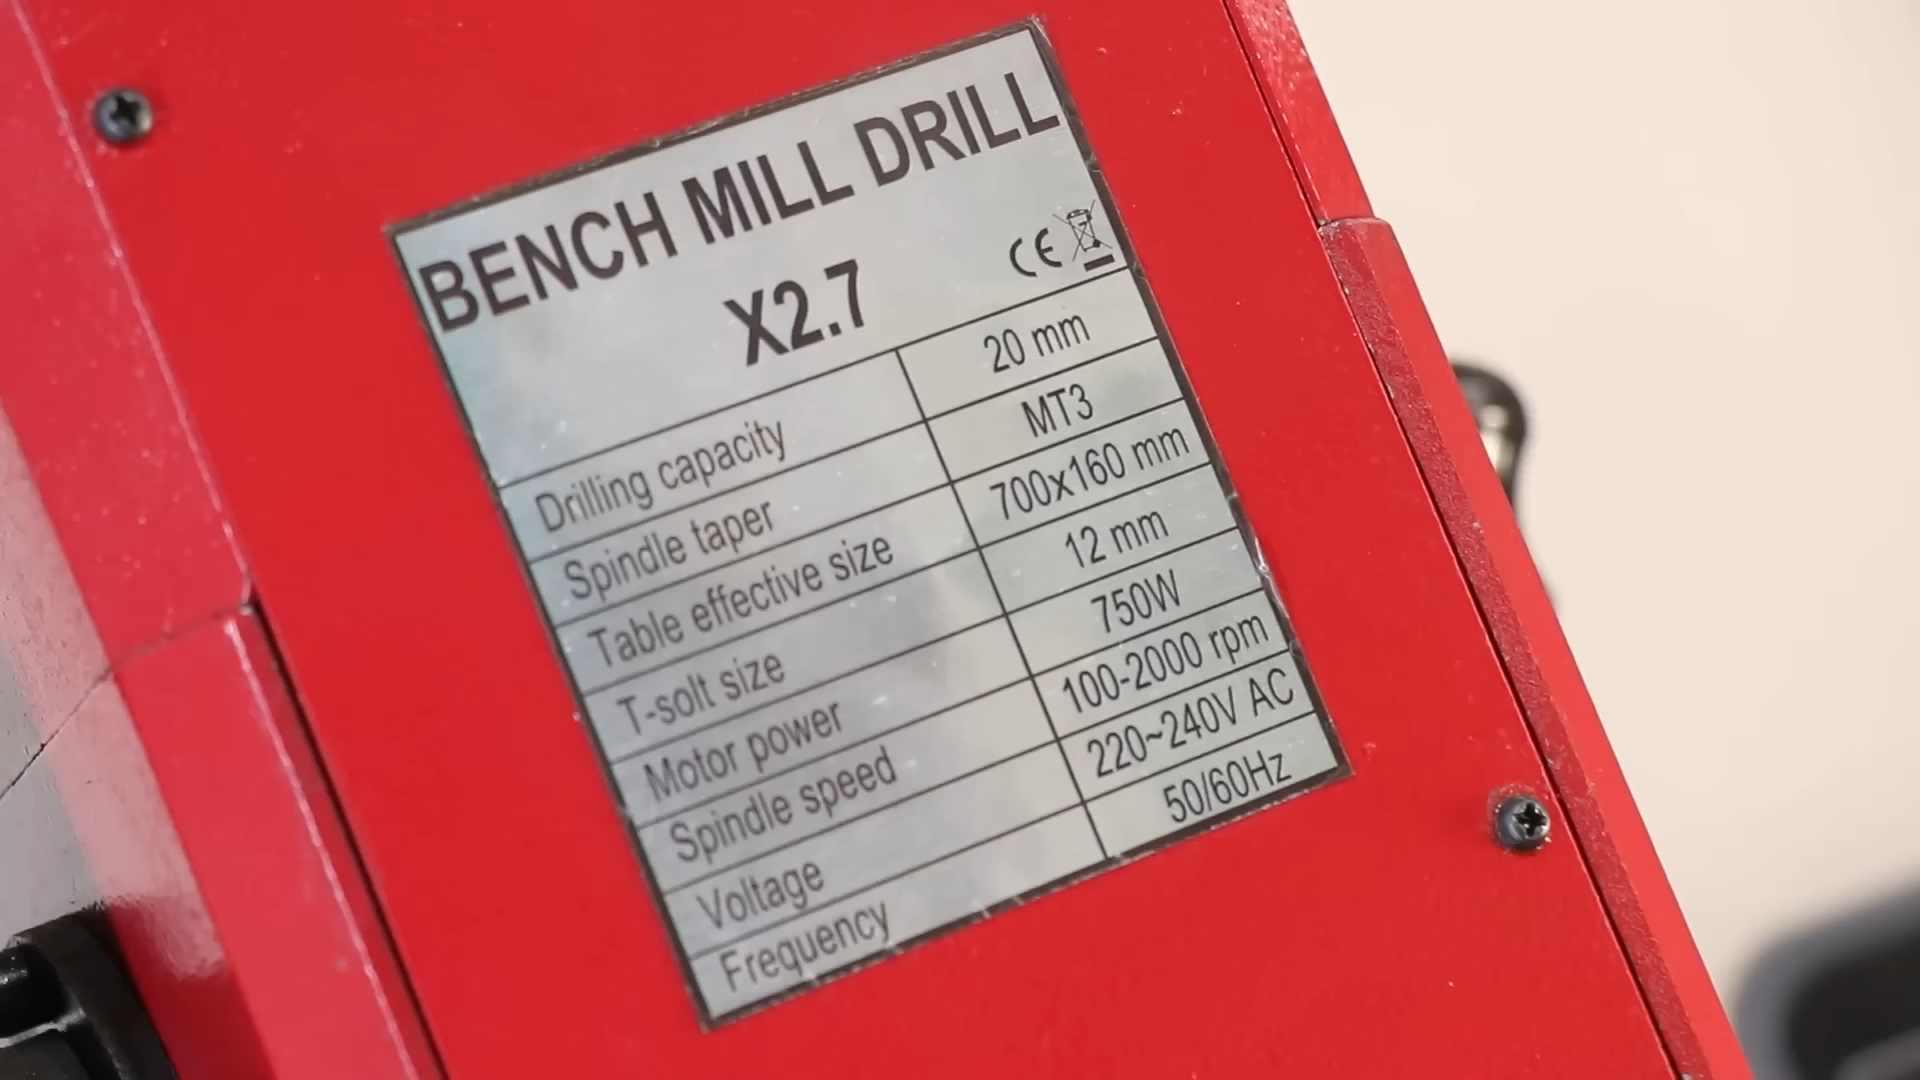 BENCH MILL DRILL
X2.7
CE
Drilling capacity 20 mm
Spindle taper MT3
Table effective size 700x160 mm
T-solt size 12 mm
Motor power 750W
Spindle speed 100-2000 rpm
Voltage 220~240V AC
Frequency 50/60Hz